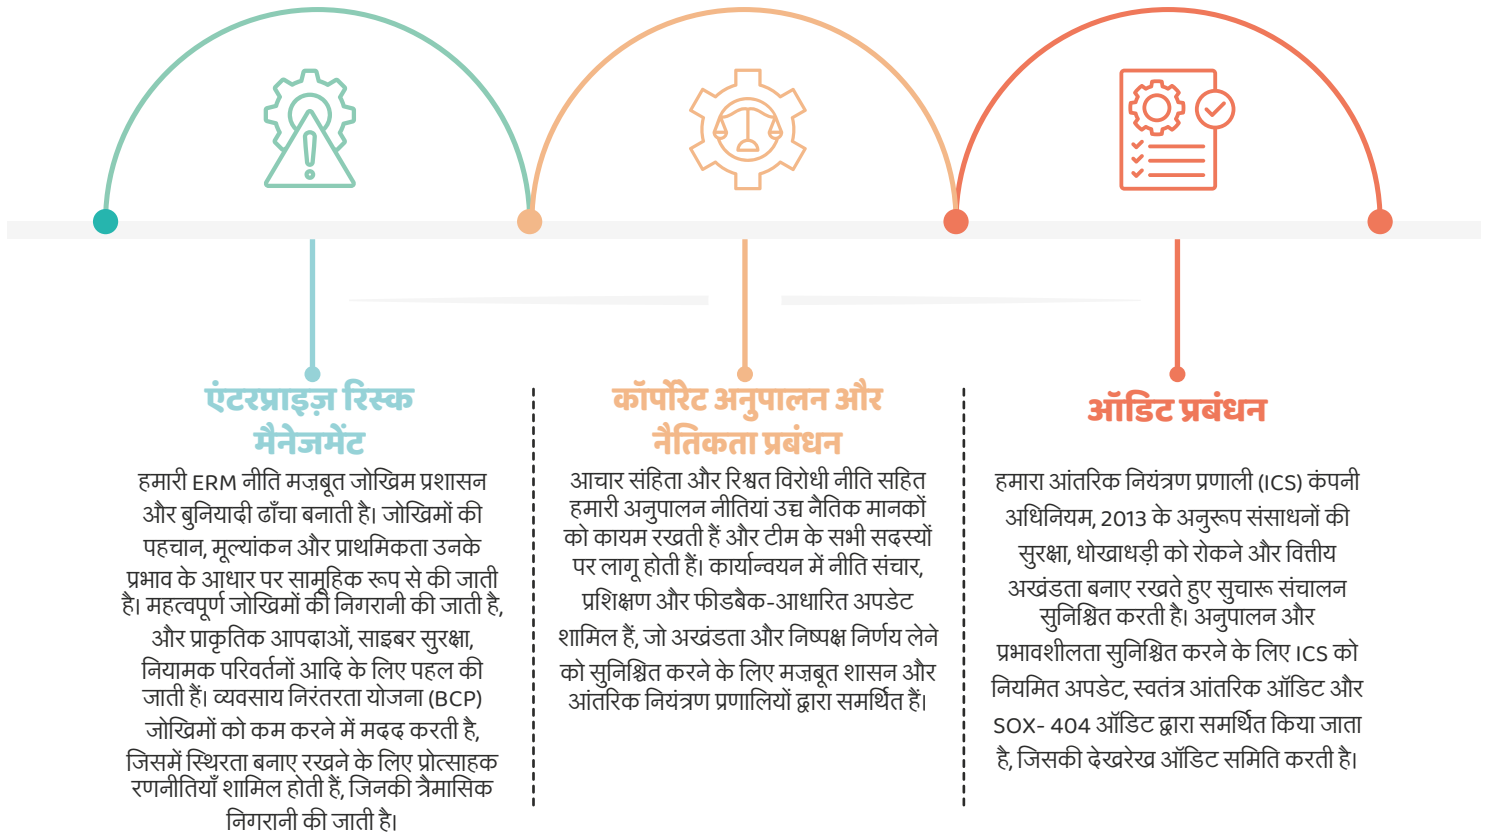 एंटरप्राइज़ रिस्क
मैनेजमेंट
हमारी ERM नीति मज़बूत जोखिम प्रशासन
और बुनियादी ढाँचा बनाती है। जोखिमों की
पहचान, मूल्यांकन और प्राथमिकता उनके
प्रभाव के आधार पर सामूहिक रूप से की जाती
है। महत्वपूर्ण जोखिमों की निगरानी की जाती है,
और प्राकृतिक आपदाओं, साइबर सुरक्षा,
नियामक परिवर्तनों आदि के लिए पहल की
जाती हैं। व्यवसाय निरंतरता योजना (BCP)
जोखिमों को कम करने में मदद करती है,
जिसमें स्थिरता बनाए रखने के लिए प्रोत्साहक
रणनीतियाँ शामिल होती हैं, जिनकी त्रैमासिक
निगरानी की जाती है।
कॉर्पोरेट अनुपालन और
नैतिकता प्रबंधन
आचार संहिता और रिश्वत विरोधी नीति सहित
हमारी अनुपालन नीतियां उच्च नैतिक मानकों
को कायम रखती हैं और टीम के सभी सदस्यों
पर लागू होती हैं। कार्यान्वयन में नीति संचार,
प्रशिक्षण और फीडबैक-आधारित अपडेट
शामिल हैं, जो अखंडता और निष्पक्ष निर्णय लेने
को सुनिश्चित करने के लिए मज़बूत शासन और
आंतरिक नियंत्रण प्रणालियों द्वारा समर्थित हैं।
ऑडिट प्रबंधन
हमारा आंतरिक नियंत्रण प्रणाली (ICS) कंपनी
अधिनियम, 2013 के अनुरूप संसाधनों की
सुरक्षा, धोखाधड़ी को रोकने और वित्तीय
अखंडता बनाए रखते हुए सुचारू संचालन
सुनिश्चित करती है। अनुपालन और
प्रभावशीलता सुनिश्चित करने के लिए ICS को
नियमित अपडेट, स्वतंत्र आंतरिक ऑडिट और
SOX- 404 ऑडिट द्वारा समर्थित किया जाता
है, जिसकी देखरेख ऑडिट समिति करती है।